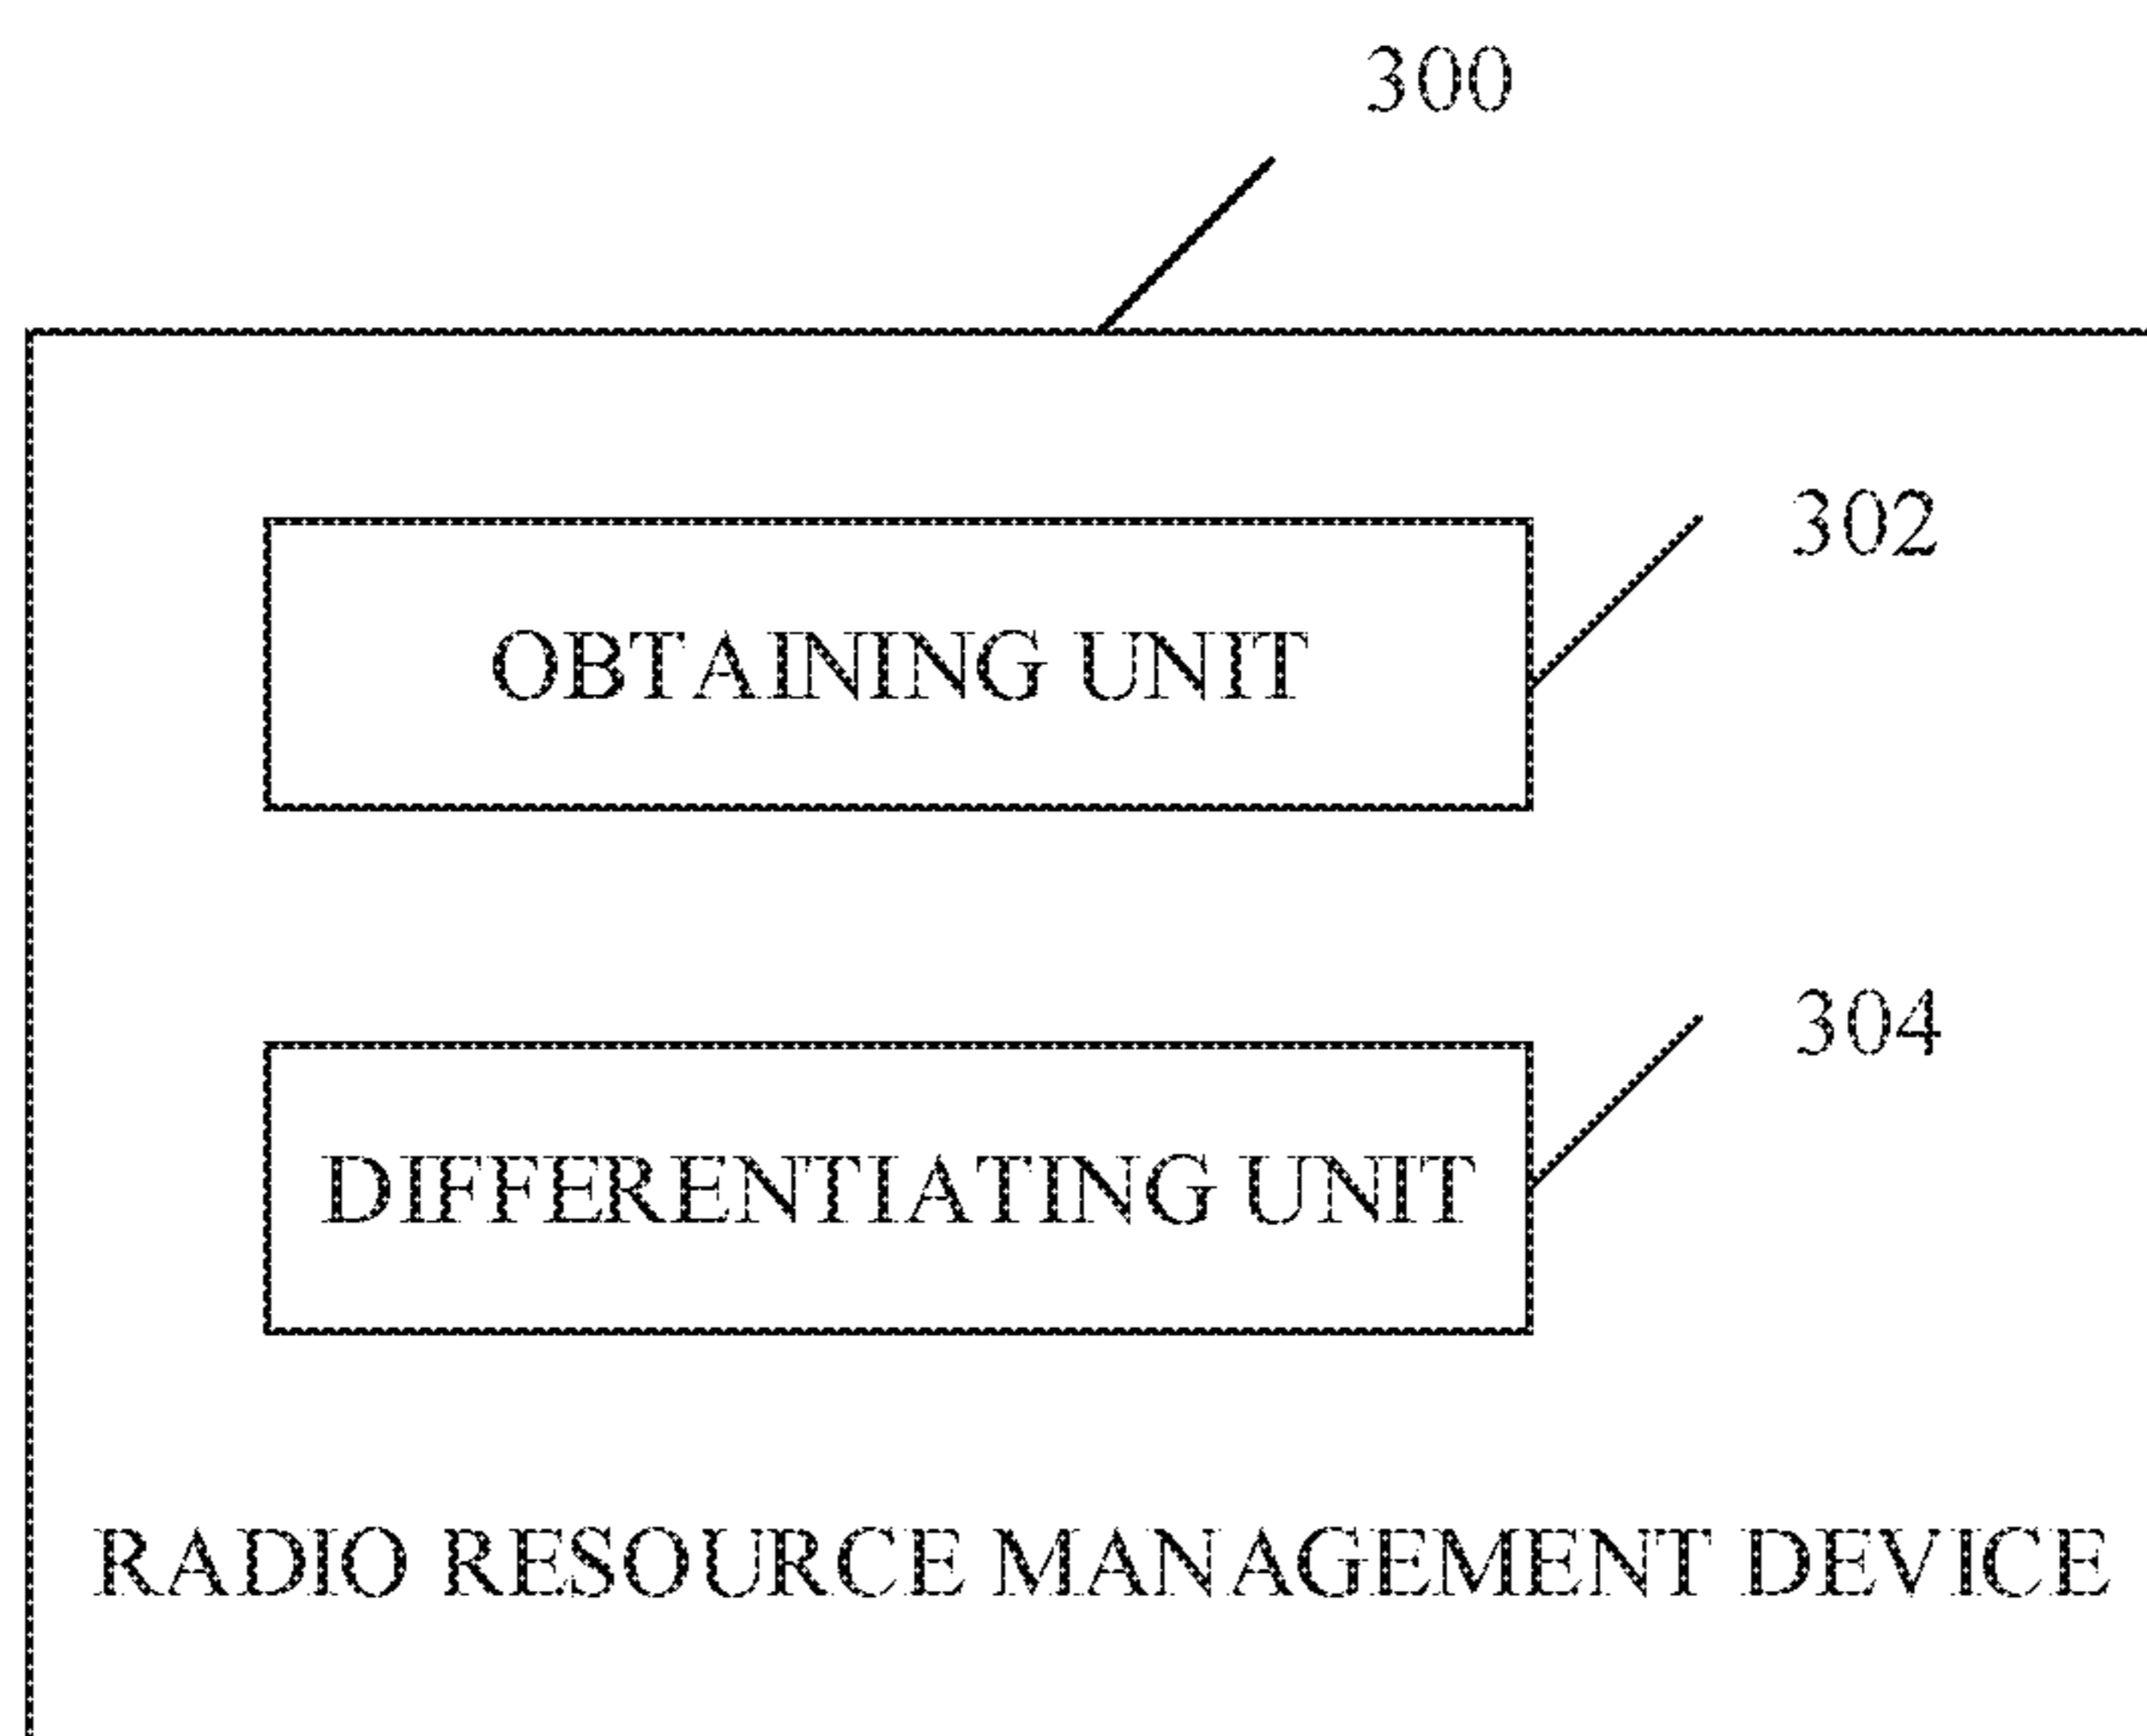 300
302
OBTAINING UNIT
304
DIFFERENTIATING UNIT
RADIO RESOURCE MANAGEMENT DEVICE